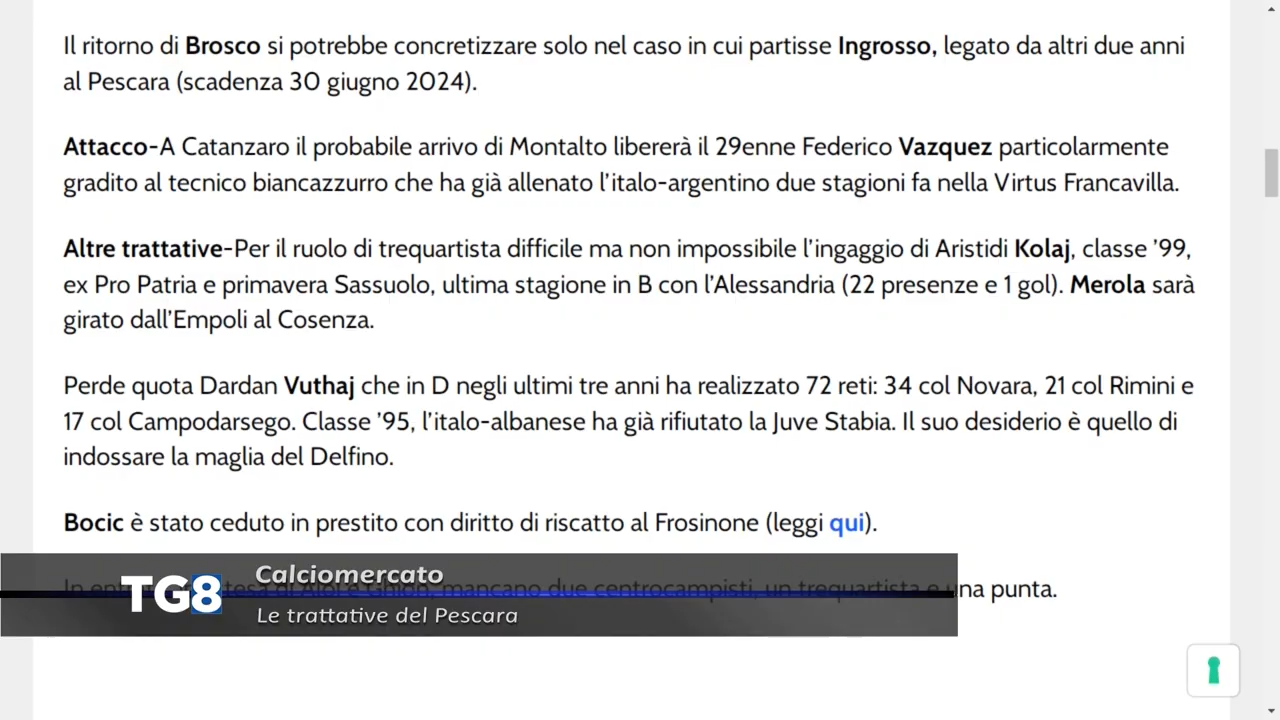 Il ritorno di Brosco si potrebbe concretizzare solo nel caso in cui partisse Ingrosso, legato da altri due anni
al Pescara (scadenza 30 giugno 2024).
Attacco-A Catanzaro il probabile arrivo di Montalto libererà il 29enne Federico Vazquez particolarmente
gradito al tecnico biancazzurro che ha già allenato l'italo-argentino due stagioni fa nella Virtus Francavilla.
Altre trattative-Per il ruolo di trequartista difficile ma non impossibile l'ingaggio di Aristidi Kolaj, classe '99,
ex Pro Patria e primavera Sassuolo, ultima stagione in B con l'Alessandria (22 presenze e 1 gol). Merola sarà
girato dall'Empoli al Cosenza.
Perde quota Dardan Vuthaj che in D negli ultimi tre anni ha realizzato 72 reti: 34 col Novara, 21 col Rimini e
17 col Campodarsego. Classe '95, l'italo-albanese ha già rifiutato la Juve Stabia. Il suo desiderio è quello di
indossare la maglia del Delfino.
Bocic è stato ceduto in prestito con diritto di riscatto al Frosinone (leggi qui).
mancano due centrocampisti, un trequartista e una punta.
TG8
Calciomercato
Le trattative del Pescara